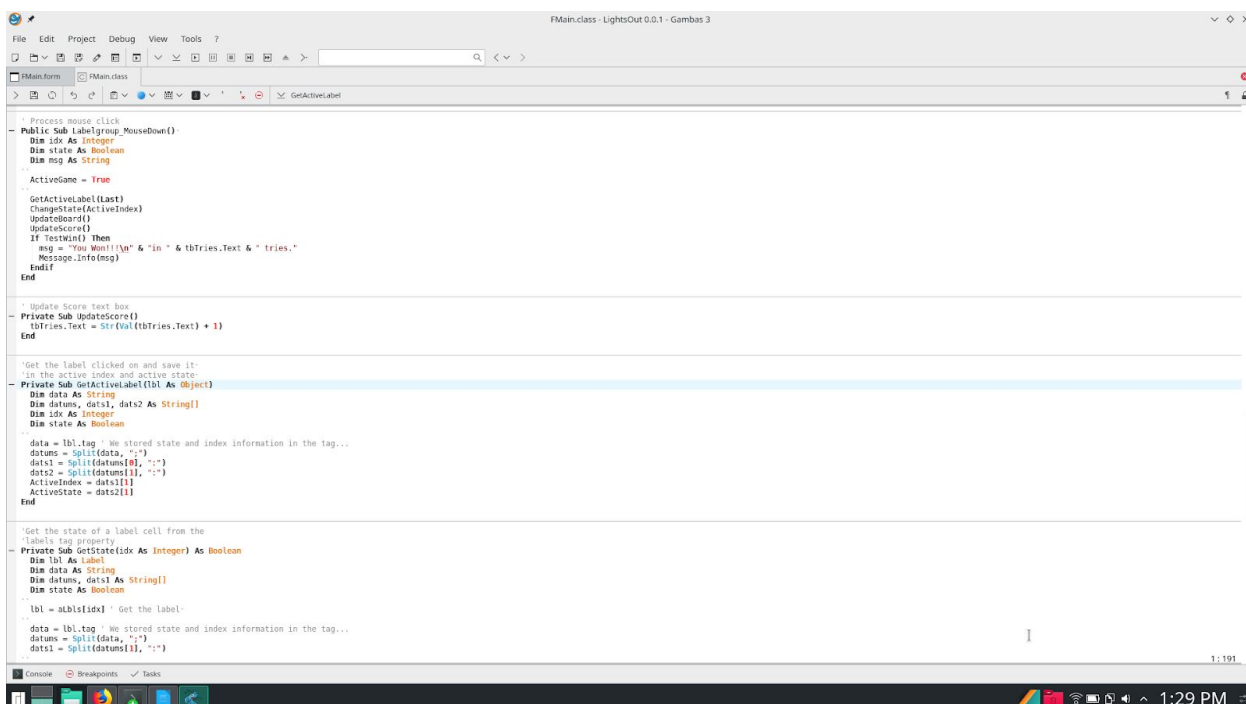 FMain.class - LightsOut 0.0.1 - Gambas 3
File Edit Project Debug View Tools ?
FMain.form FMain.class
GetActiveLabel
' Process mouse click
Public Sub Labelgroup_MouseDown()
Dim idx As Integer
Dim state As Boolean
Dim msg As String
ActiveGame = True
GetActiveLabel(Last)
ChangeState(ActiveIndex)
UpdateBoard()
UpdateScore()
If TestWin() Then
msg = "You Won!!!\n" & "in " & tbTries.Text & " tries."
Message.Info(msg)
Endif
End
' Update Score text box
Private Sub UpdateScore()
tbTries.Text = Str(Val(tbTries.Text) + 1)
End
'Get the label clicked on and save it
'in the active index and active state
Private Sub GetActiveLabel(lbl As Object)
Dim data As String
Dim datums, dats1, dats2 As String[]
Dim idx As Integer
Dim state As Boolean
data = lbl.tag ' We stored state and index information in the tag...
datums = Split(data, ";")
dats1 = Split(datums[0], ":")
dats2 = Split(datums[1], ":")
ActiveIndex = dats1[1]
ActiveState = dats2[1]
End
'Get the state of a label cell from the
'labels tag property
Private Sub GetState(idx As Integer) As Boolean
Dim lbl As Label
Dim data As String
Dim datums, dats1 As String[]
Dim state As Boolean
lbl = aLbls[idx] ' Get the label
data = lbl.tag ' We stored state and index information in the tag...
datums = Split(data, ";")
dats1 = Split(datums[1], ":")
1 : 191
Console Breakpoints Tasks
1:29 PM